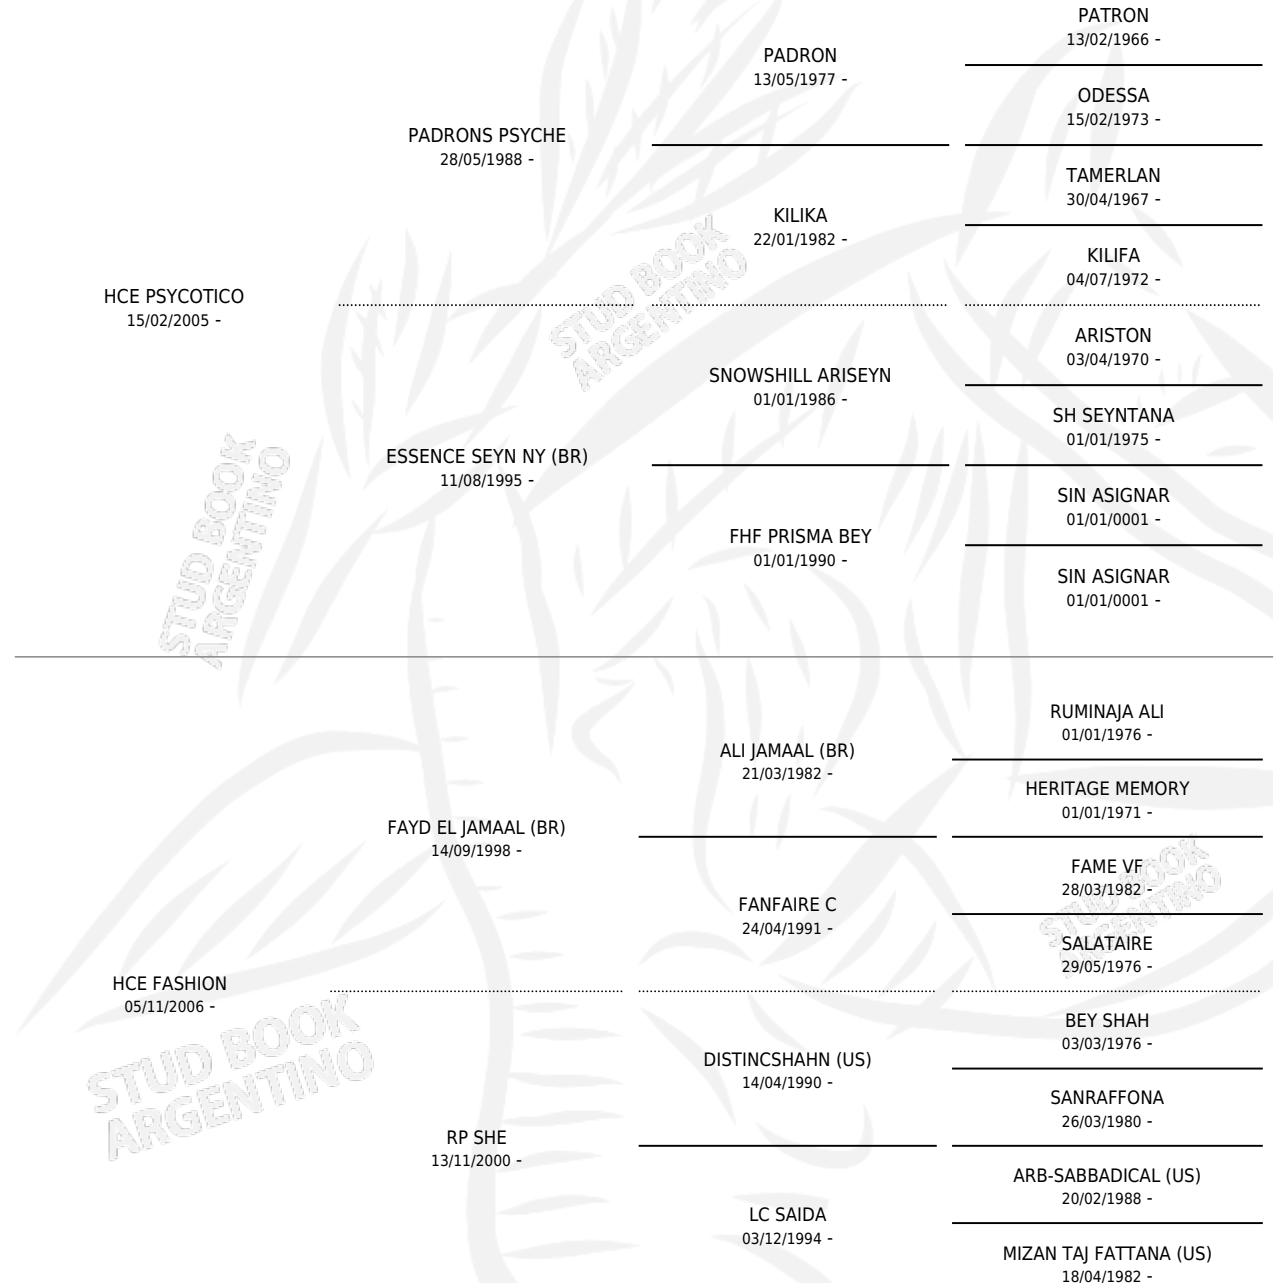 PATRON
13/02/1966 -
PADRON
13/05/1977 -
ODESSA
15/02/1973 -
PADRONS PSYCHE
28/05/1988 -
TAMERLAN
30/04/1967 -
KILIKA
22/01/1982 -
KILIFA
04/07/1972 -
HCE PSYCOTICO
15/02/2005 -
ARISTON
03/04/1970 -
SNOWSHILL ARISEYN
01/01/1986 -
SH SEYNTANA
01/01/1975 -
ESSENCE SEYN NY (BR)
11/08/1995 -
SIN ASIGNAR
01/01/0001 -
FHF PRISMA BEY
01/01/1990 -
SIN ASIGNAR
01/01/0001 -
RUMINAJA ALI
01/01/1976 -
ALI JAMAAL (BR)
21/03/1982 -
HERITAGE MEMORY
01/01/1971 -
FAYD EL JAMAAL (BR)
14/09/1998 -
FAME VF
28/03/1982 -
FANFAIRE C
24/04/1991 -
SALATAIRE
29/05/1976 -
HCE FASHION
05/11/2006 -
BEY SHAH
03/03/1976 -
DISTINCSHAHN (US)
14/04/1990 -
SANRAFFONA
26/03/1980 -
RP SHE
13/11/2000 -
ARB-SABBADICAL (US)
20/02/1988 -
LC SAIDA
03/12/1994 -
MIZAN TAJ FATTANA (US)
18/04/1982 -
STUD BOOK
ARGENTINO
STUD BOOK
ARGENTINO
STUD BOOK
ARGENTINO
STUD BOOK
ARGENTINO